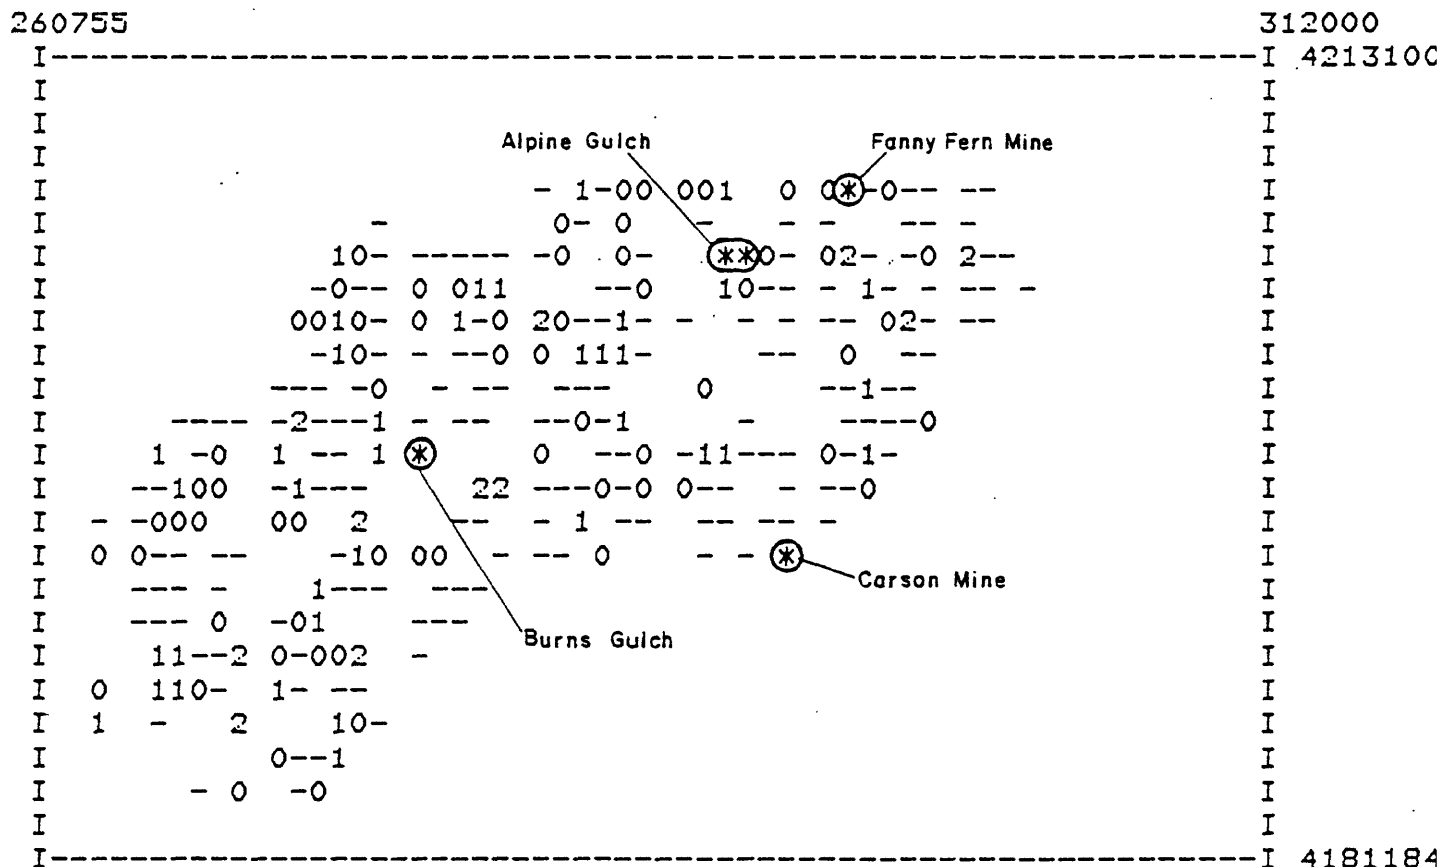 260755 312000
I-------------------------------------------------------------I 4213100
I I
I I
I Alpine Gulch Fanny Fern Mine I
I I
I - 1-00 001 0 0*-0-- -- I
I - 0- 0 - - - -- - I
I 10- ----- -0 0- **0- 02- -0 2-- I
I -0-- 0 011 --0 10-- - 1- - -- - I
I 0010- 0 1-0 20--1- - - - - -- 02- -- I
I -10- - --0 0 111- -- 0 -- I
I --- -0 - -- --- 0 --1-- I
I ---- -2---1 - -- --0-1 - ----0 I
I 1 -0 1 -- 1 * 0 --0 -11--- 0-1- I
I --100 -1--- 22 ---0-0 0-- - --0 I
I - -000 00 2 -- - 1 -- -- -- - I
I 0 0-- -- -10 00 - -- 0 - - * I
I --- - 1--- --- Carson Mine I
I --- 0 -01 --- I
I 11--2 0-002 - Burns Gulch I
I 0 110- 1- -- I
I 1 - 2 10- I
I 0--1 I
I - 0 -0 I
I I
I-------------------------------------------------------------I 4181184